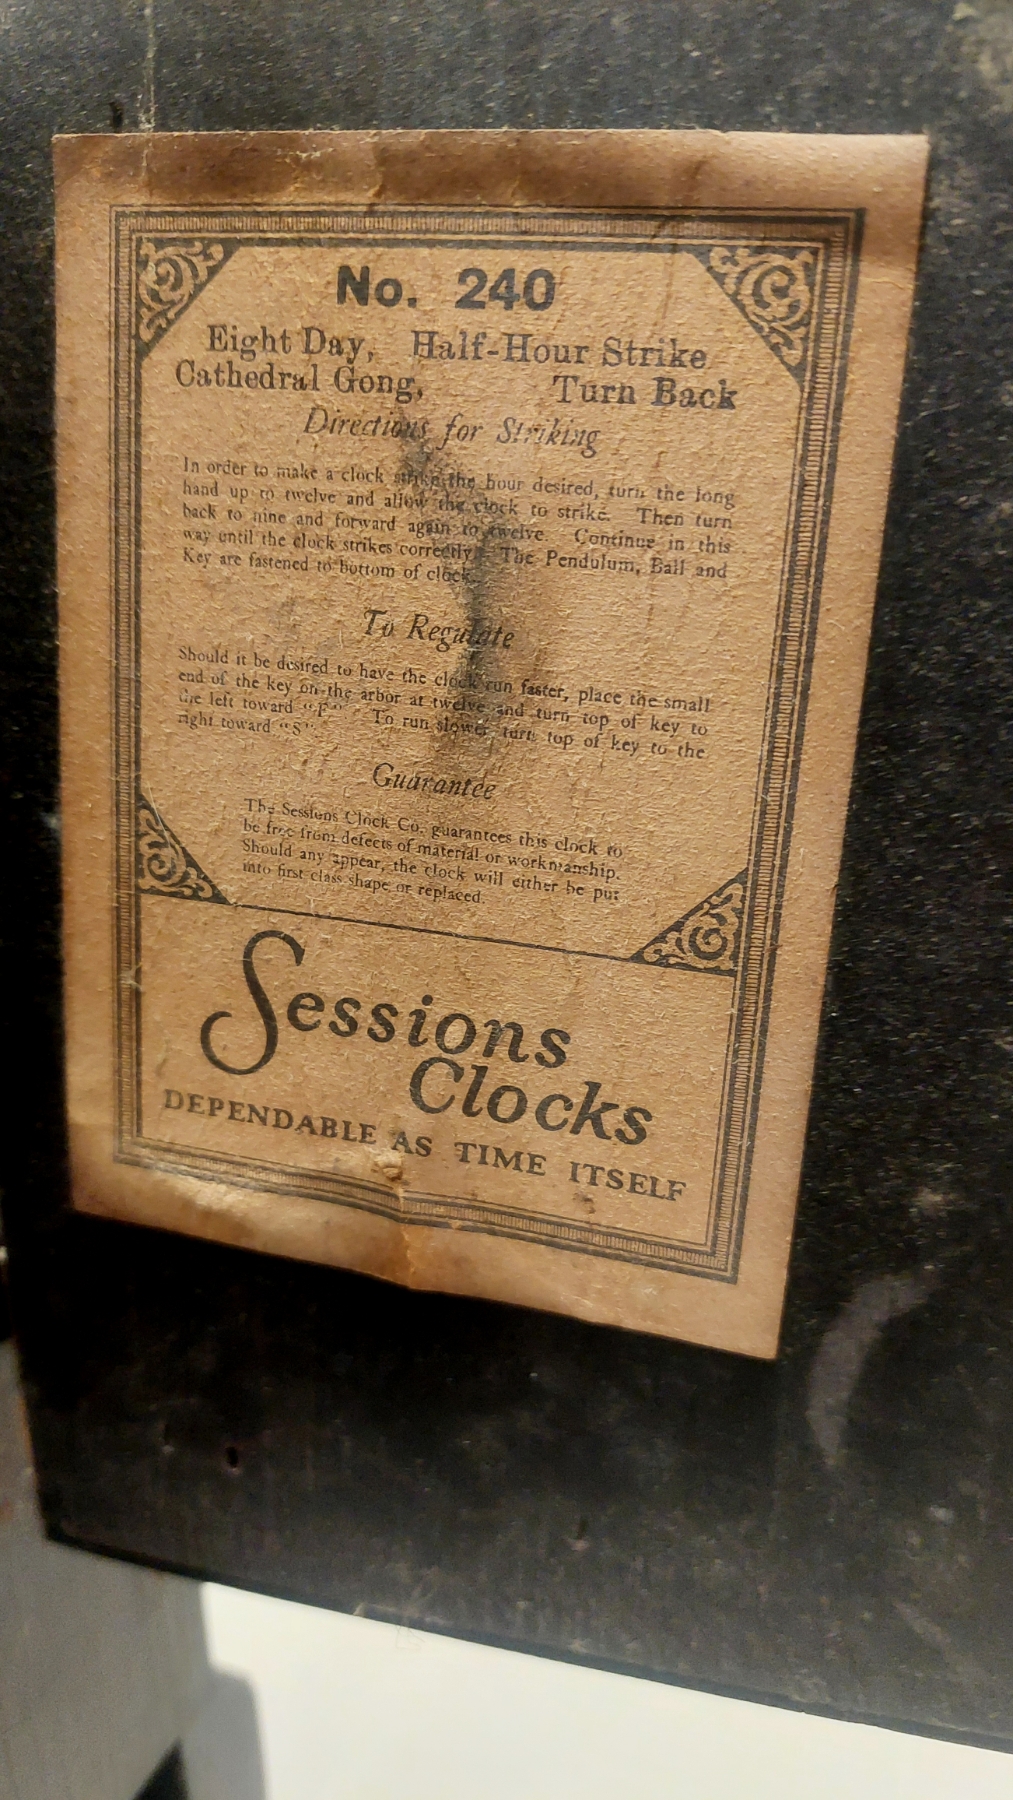 No. 240
Eight Day, Half-Hour Strike
Cathedral Gong, Turn Back
Directions for Striking
In order to make a clock strike the hour desired, turn the long
hand up to twelve and allow the clock to strike. Then turn
back to nine and forward again to twelve. Continue in this
way until the clock strikes correctly. The Pendulum, Ball and
Key are fastened to bottom of clock.
To Regulate
Should it be desired to have the clock run faster, place the small
end of the key on the arbor at twelve and turn top of key to
the left toward "F" To run slower, turn top of key to the
right toward "S"
Guarantee
The Sessions Clock Co. guarantees this clock to
be free from defects of material or workmanship.
Should any appear, the clock will either be put
into first class shape or replaced.
Sessions
Clocks
DEPENDABLE AS TIME ITSELF